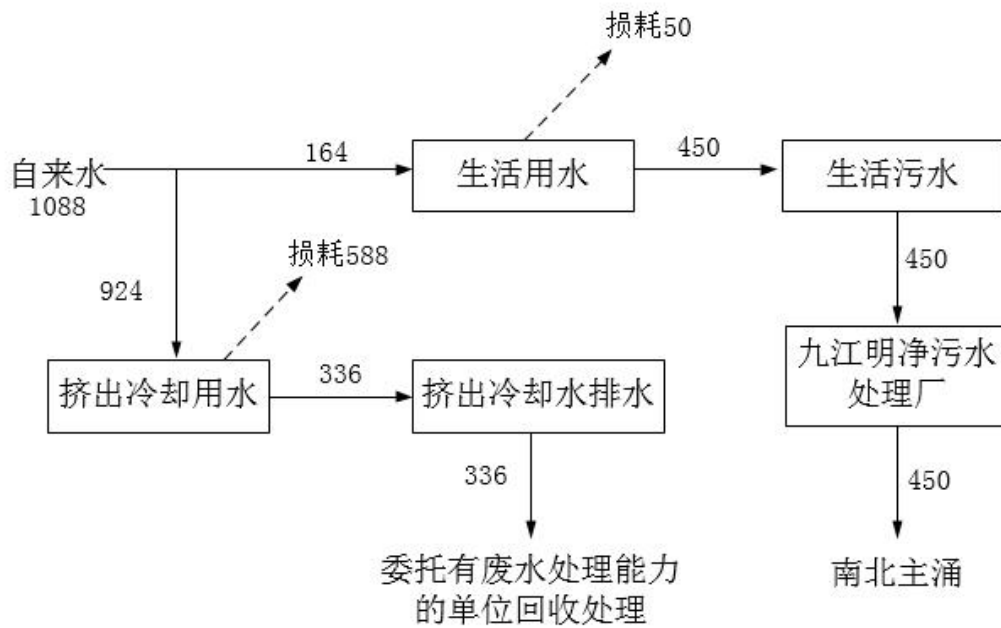 损耗50
自来水
1088
164
生活用水
450
生活污水
924
损耗588
450
挤出冷却用水
336
挤出冷却水排水
九江明净污水
处理厂
336
450
委托有废水处理能力
的单位回收处理
南北主涌